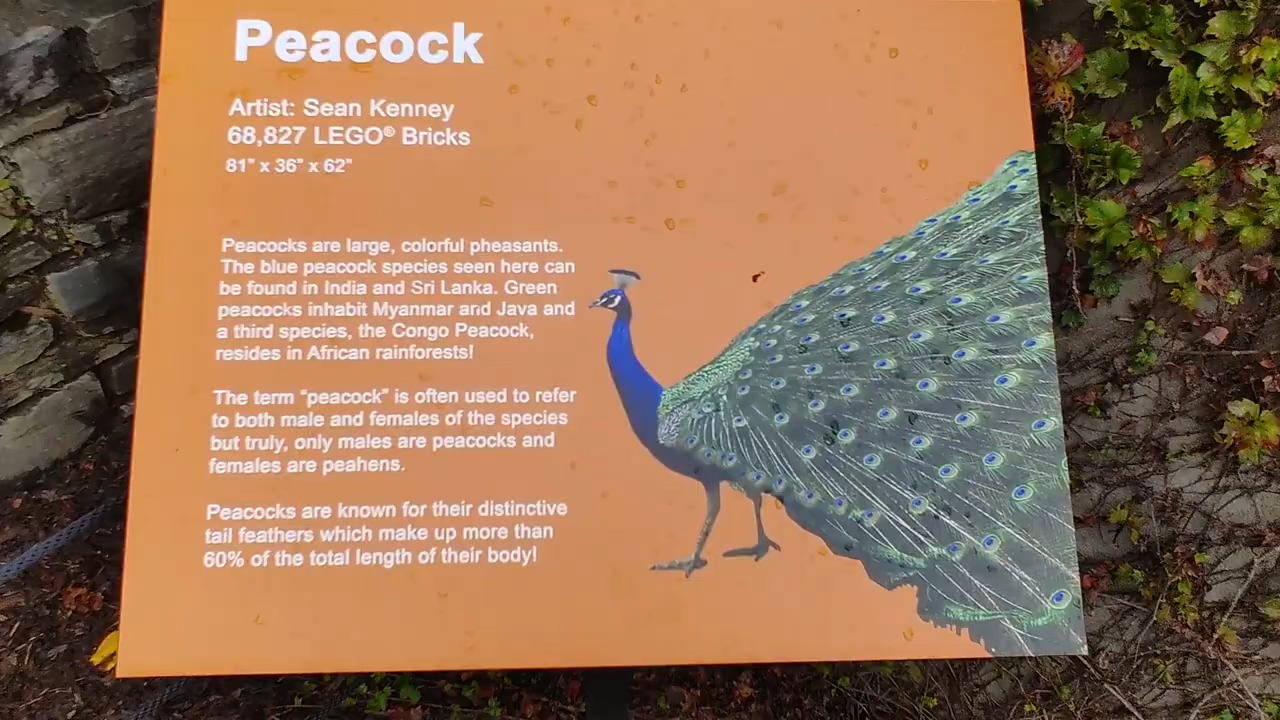 Peacock
Artist: Sean Kenney
68,827 LEGO® Bricks
81” x 36” x 62”
Peacocks are large, colorful pheasants.
The blue peacock species seen here can
be found in India and Sri Lanka. Green
peacocks inhabit Myanmar and Java and
a third species, the Congo Peacock,
resides in African rainforests!
The term “peacock” is often used to refer
to both male and females of the species
but truly, only males are peacocks and
females are peahens.
Peacocks are known for their distinctive
tail feathers which make up more than
60% of the total length of their body!